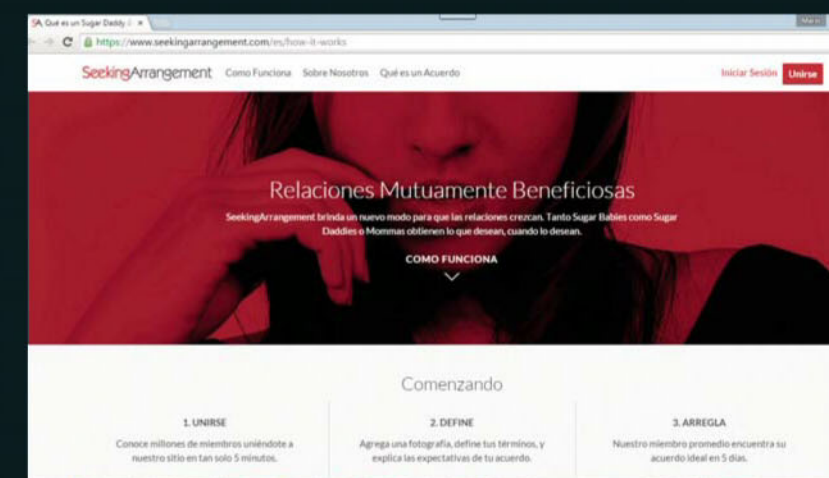 SA, Qué es un Sugar Daddy
https://www.seekingarrangement.com/es/how-it-works
SeekingArrangement Como Funciona Sobre Nosotros Qué es un Acuerdo Iniciar Sesión Unirse
Relaciones Mutuamente Beneficiosas
SeekingArrangement brinda un nuevo modo para que las relaciones crezcan. Tanto Sugar Babies como Sugar
Daddies o Mommas obtienen lo que desean, cuando lo desean.
COMO FUNCIONA
Comenzando
1. UNIRSE
Conoce millones de miembros uniéndote a
nuestro sitio en tan solo 5 minutos.
2. DEFINE
Agrega una fotografía, define tus términos, y
explica las expectativas de tu acuerdo.
3. ARREGLA
Nuestro miembro promedio encuentra su
acuerdo ideal en 5 días.